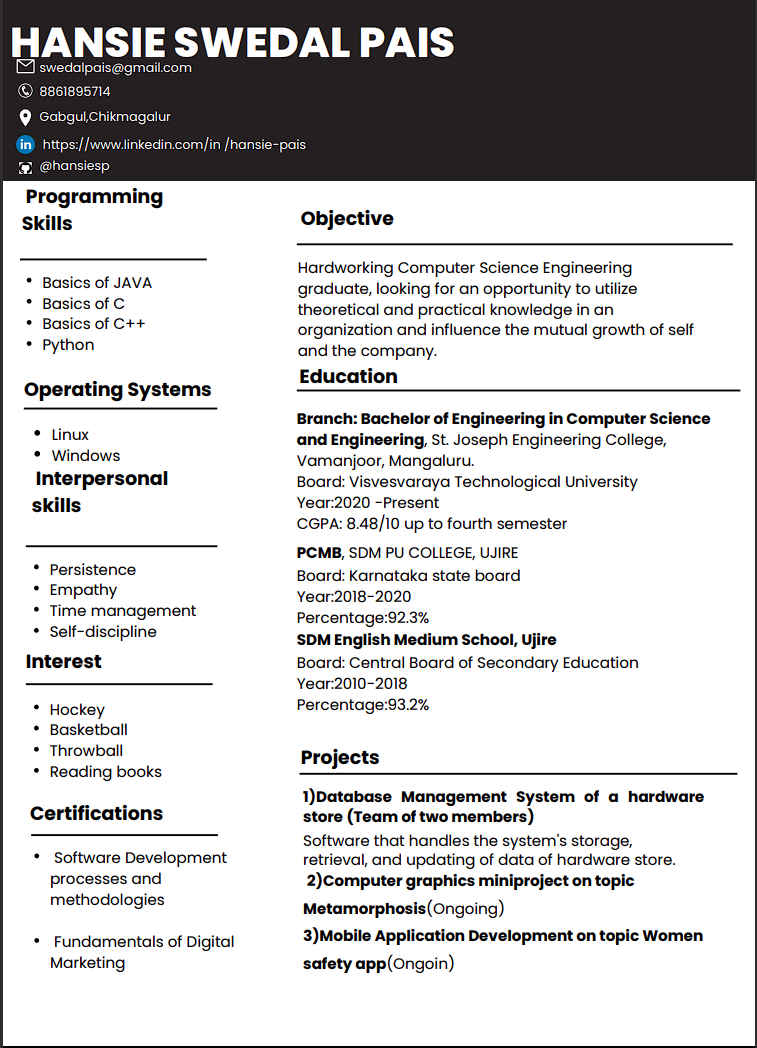 HANSIE SWEDAL PAIS
swedalpais@gmail.com
8861895714
Gabgul,Chikmagalur
https://www.linkedin.com/in /hansie-pais
@hansiesp
Programming
Skills
• Basics of JAVA
• Basics of C
• Basics of C++
• Python
Operating Systems
• Linux
• Windows
Interpersonal
skills
• Persistence
• Empathy
• Time management
• Self-discipline
Interest
• Hockey
• Basketball
• Throwball
• Reading books
Certifications
• Software Development
processes and
methodologies
• Fundamentals of Digital
Marketing
Objective
Hardworking Computer Science Engineering
graduate, looking for an opportunity to utilize
theoretical and practical knowledge in an
organization and influence the mutual growth of self
and the company.
Education
Branch: Bachelor of Engineering in Computer Science
and Engineering, St. Joseph Engineering College,
Vamanjoor, Mangaluru.
Board: Visvesvaraya Technological University
Year:2020 -Present
CGPA: 8.48/10 up to fourth semester
PCMB, SDM PU COLLEGE, UJIRE
Board: Karnataka state board
Year:2018-2020
Percentage:92.3%
SDM English Medium School, Ujire
Board: Central Board of Secondary Education
Year:2010-2018
Percentage:93.2%
Projects
1)Database Management System of a hardware
store (Team of two members)
Software that handles the system's storage,
retrieval, and updating of data of hardware store.
2)Computer graphics miniproject on topic
Metamorphosis(Ongoing)
3)Mobile Application Development on topic Women
safety app(Ongoin)